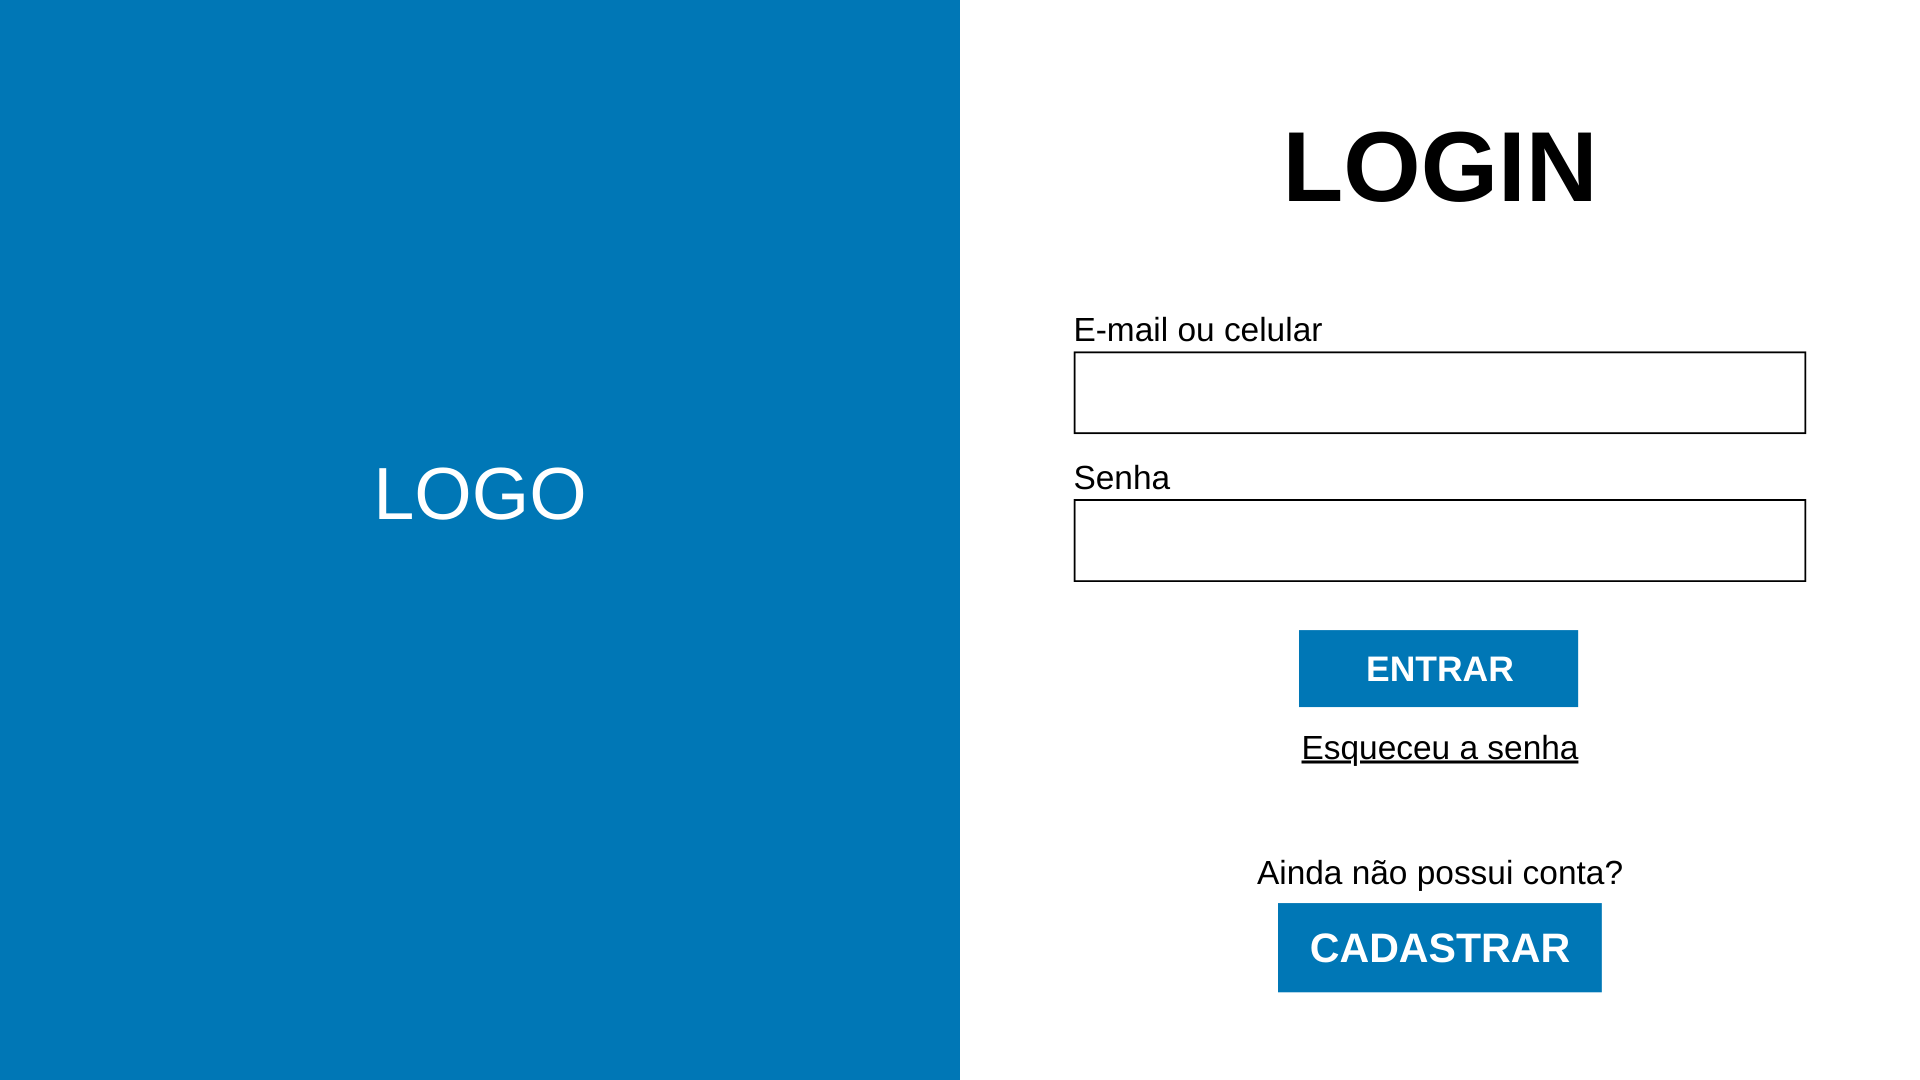 LOGO
LOGIN
E-mail ou celular
Senha
ENTRAR
Esqueceu a senha
Ainda não possui conta?
CADASTRAR